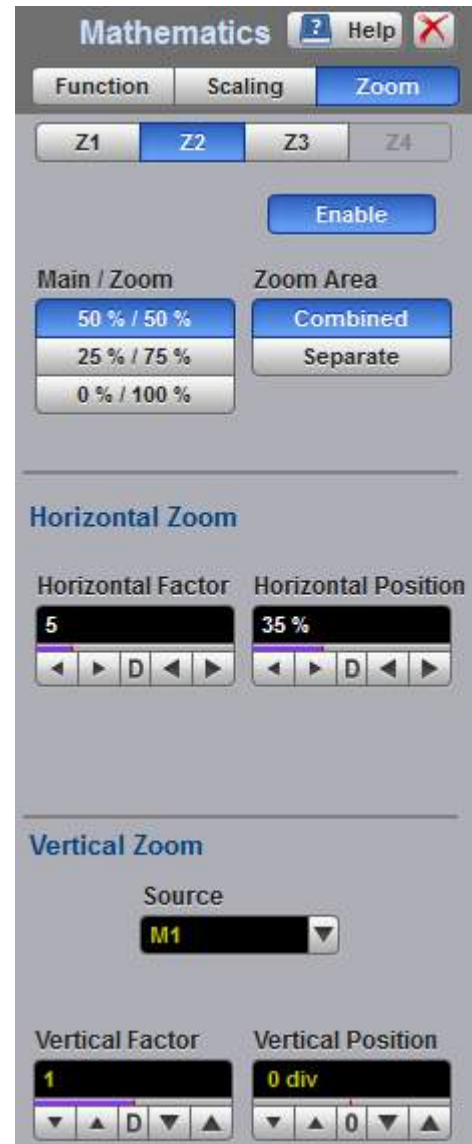 Mathematics ? Help
Function Scaling Zoom
Z1 Z2 Z3 Z4
Enable
Main / Zoom Zoom Area
50 % / 50 % Combined
25 % / 75 % Separate
0 % / 100 %
Horizontal Zoom
Horizontal Factor Horizontal Position
5 35 %
D D
Vertical Zoom
Source
M1
Vertical Factor Vertical Position
1 0 div
D 0